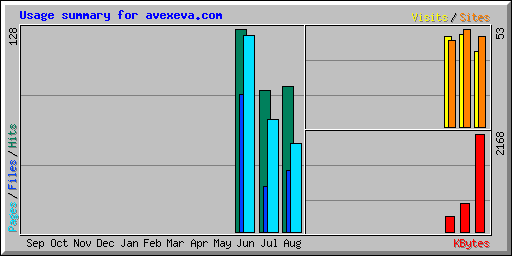 Usage summary for avexeva.com
Visits/Sites
128
53
Pages/Files/Hits
2168
Sep Oct Nov Dec Jan Feb Mar Apr May Jun Jul Aug
KBytes